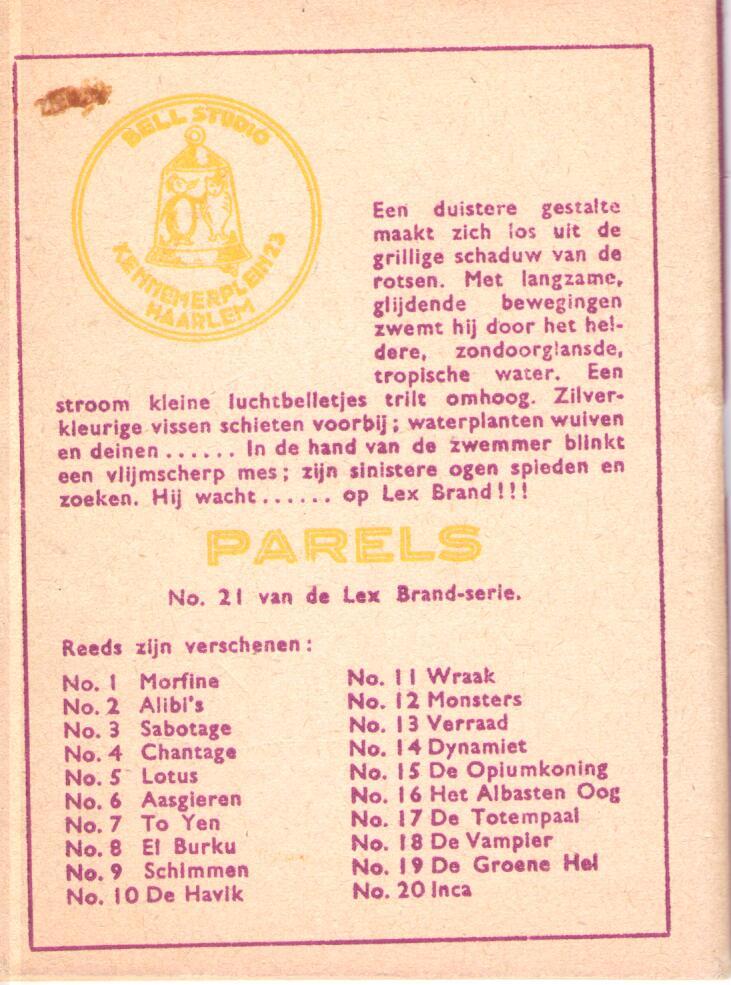 BELL STUDIO
KENNEMERPLEIN 23
HAARLEM
Een duistere gestalte
maakt zich los uit de
grillige schaduw van de
rotsen. Met langzame,
glijdende bewegingen
zwemt hij door het hel-
dere, zondoorglansde,
tropische water. Een
stroom kleine luchtbelletjes trilt omhoog. Zilver-
kleurige vissen schieten voorbij; waterplanten wuiven
en deinen ...... In de hand van de zwemmer blinkt
een vlijmscherp mes; zijn sinistere ogen spieden en
zoeken. Hij wacht ...... op Lex Brand!!!
PARELS
No. 21 van de Lex Brand-serie.
Reeds zijn verschenen:
No. 1 Morfine
No. 2 Alibi's
No. 3 Sabotage
No. 4 Chantage
No. 5 Lotus
No. 6 Aasgieren
No. 7 To Yen
No. 8 El Burku
No. 9 Schimmen
No. 10 De Havik
No. 11 Wraak
No. 12 Monsters
No. 13 Verraad
No. 14 Dynamiet
No. 15 De Opiumkoning
No. 16 Het Albasten Oog
No. 17 De Totempaal
No. 18 De Vampier
No. 19 De Groene Hel
No. 20 Inca